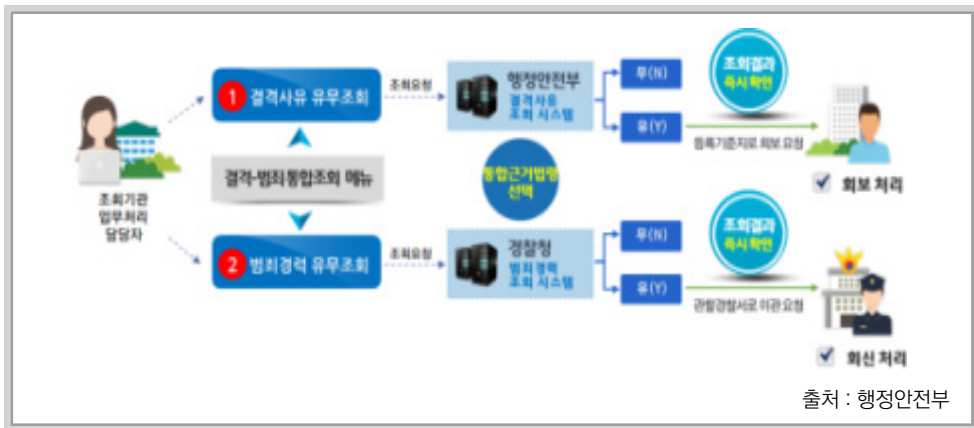 조회기관
업무처리
담당자
1 결격사유 유무조회
결격·범죄통합조회 메뉴
2 범죄경력 유무조회
조회요청
행정안전부
결격사유
조회 시스템
통합근거법령
선택
조회요청
경찰청
범죄경력
조회 시스템
무(N)
유(Y)
조회결과
즉시확인
등록기준지로 회보 요청
회보 처리
무(N)
유(Y)
조회결과
즉시확인
관할경찰서로 이관 요청
회신 처리
출처 : 행정안전부